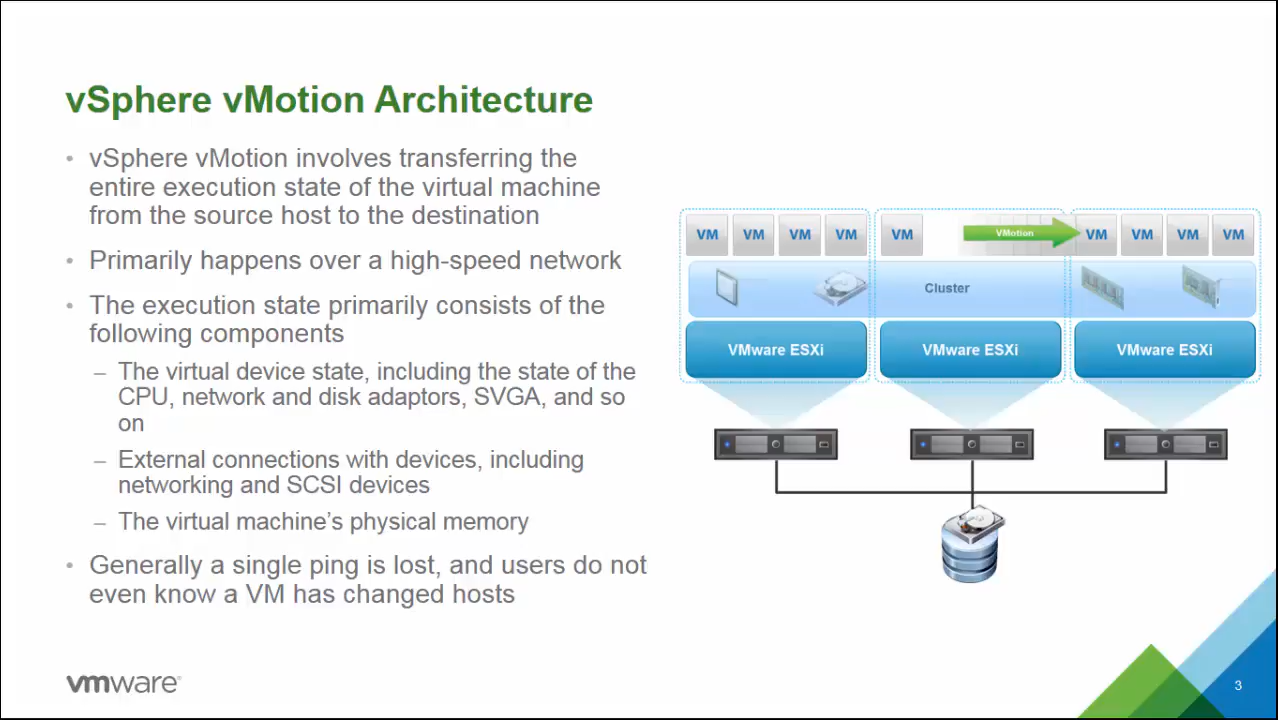 vSphere vMotion Architecture
• vSphere vMotion involves transferring the
entire execution state of the virtual machine
from the source host to the destination
• Primarily happens over a high-speed network
• The execution state primarily consists of the
following components
– The virtual device state, including the state of the
CPU, network and disk adaptors, SVGA, and so
on
– External connections with devices, including
networking and SCSI devices
– The virtual machine’s physical memory
• Generally a single ping is lost, and users do not
even know a VM has changed hosts
VM VM VM VM VM VMotion VM VM VM VM
Cluster
VMware ESXi VMware ESXi VMware ESXi
vmware
3